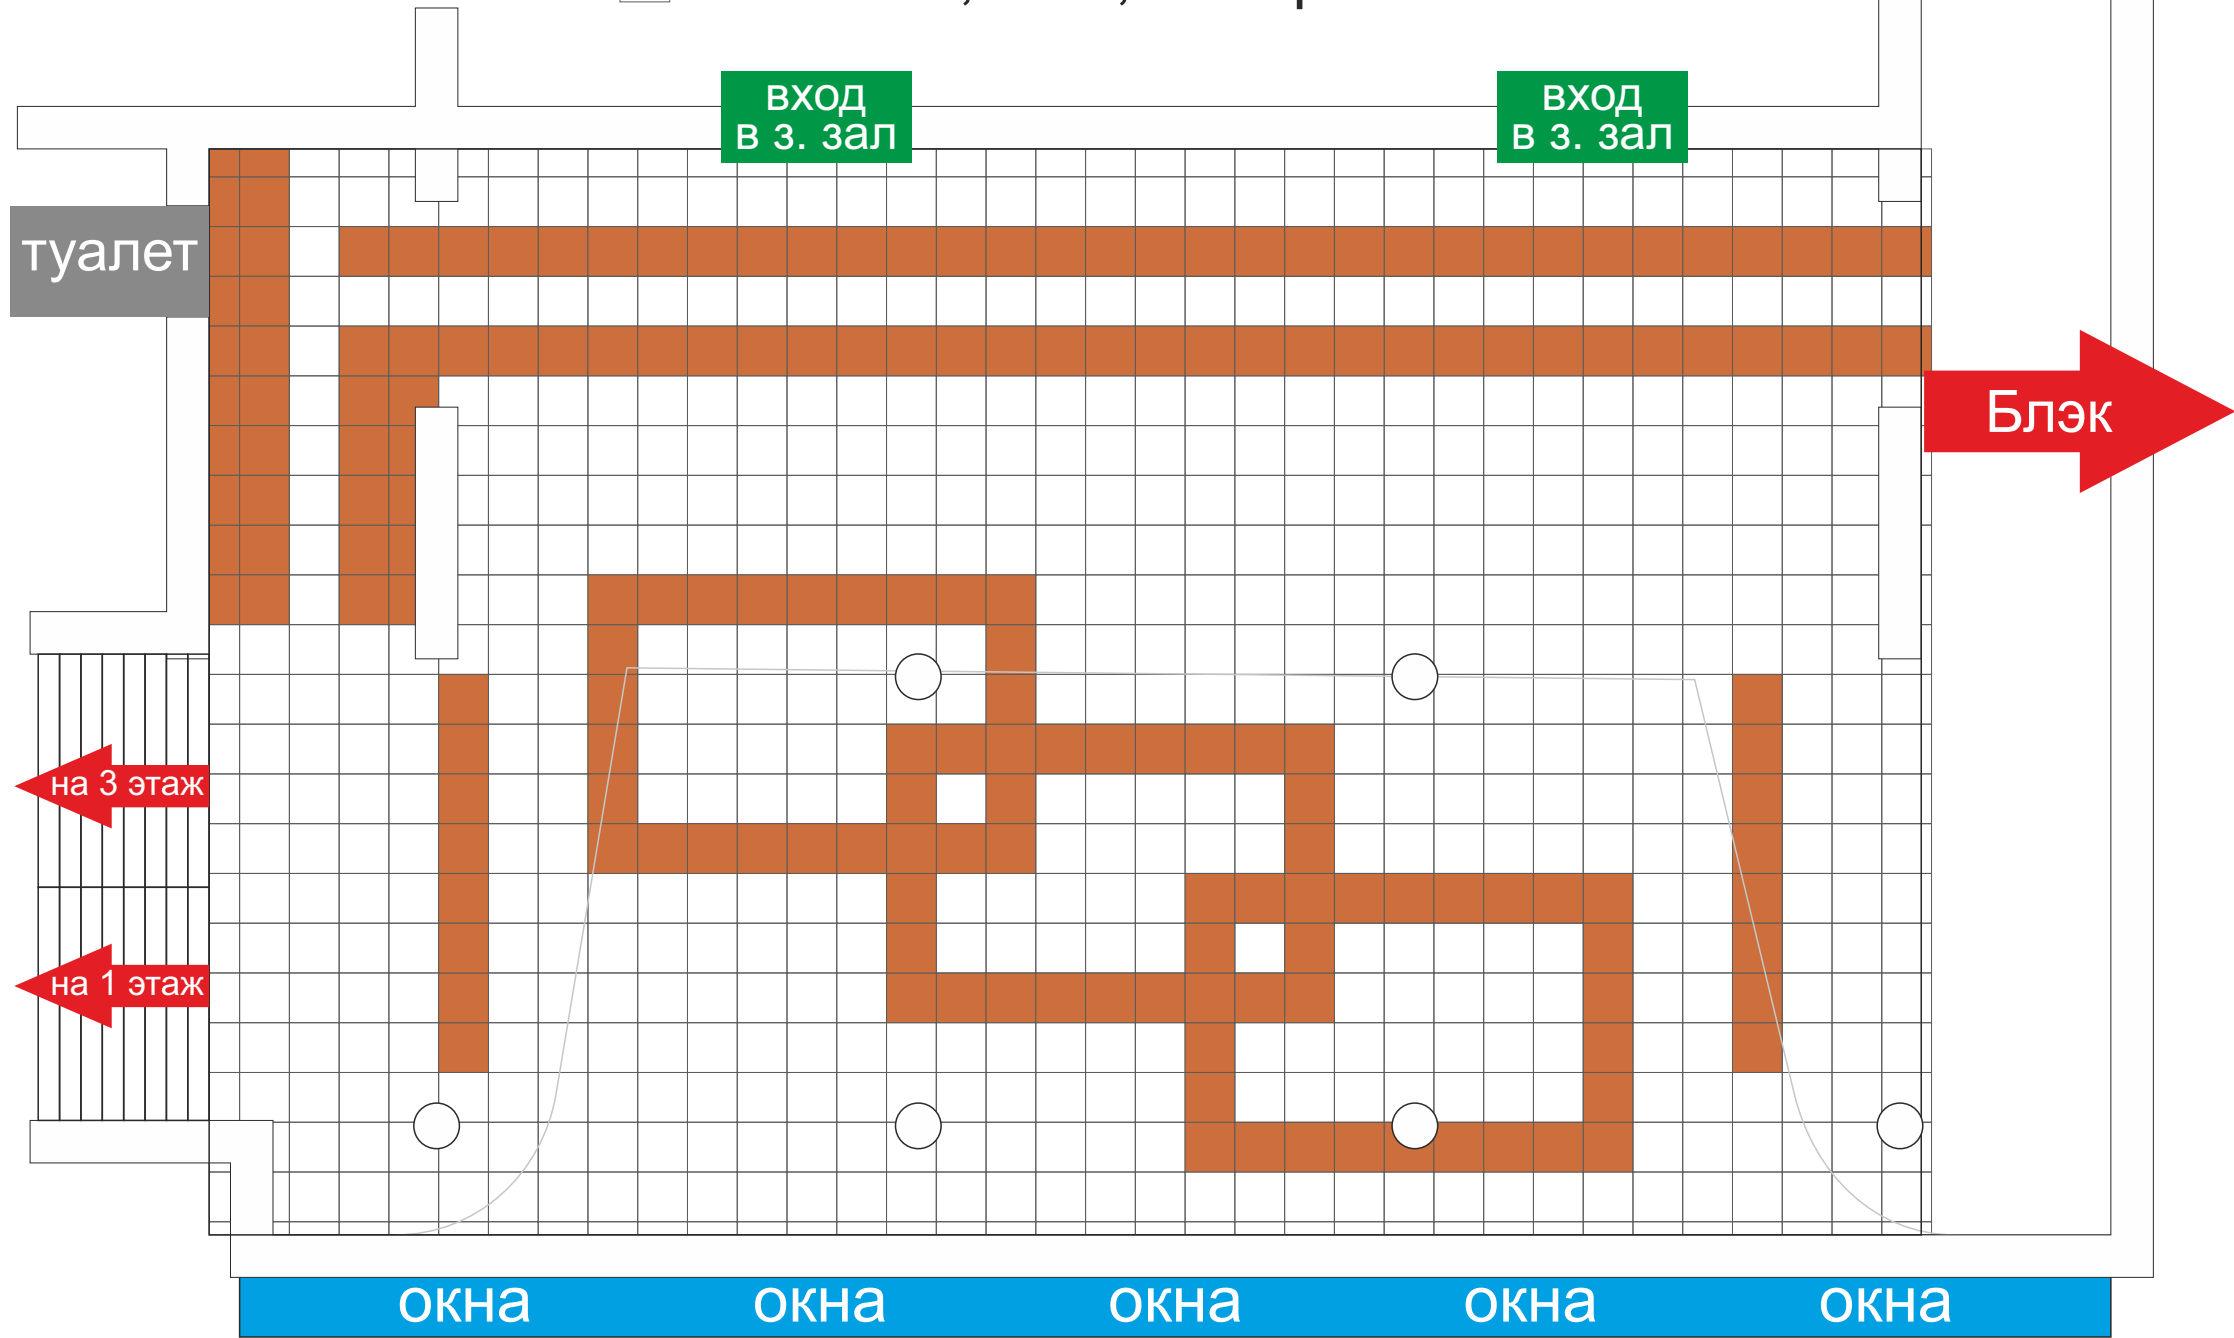 вход
в з. зал
вход
в з. зал
туалет
Блэк
на 3 этаж
на 1 этаж
окна окна окна окна окна